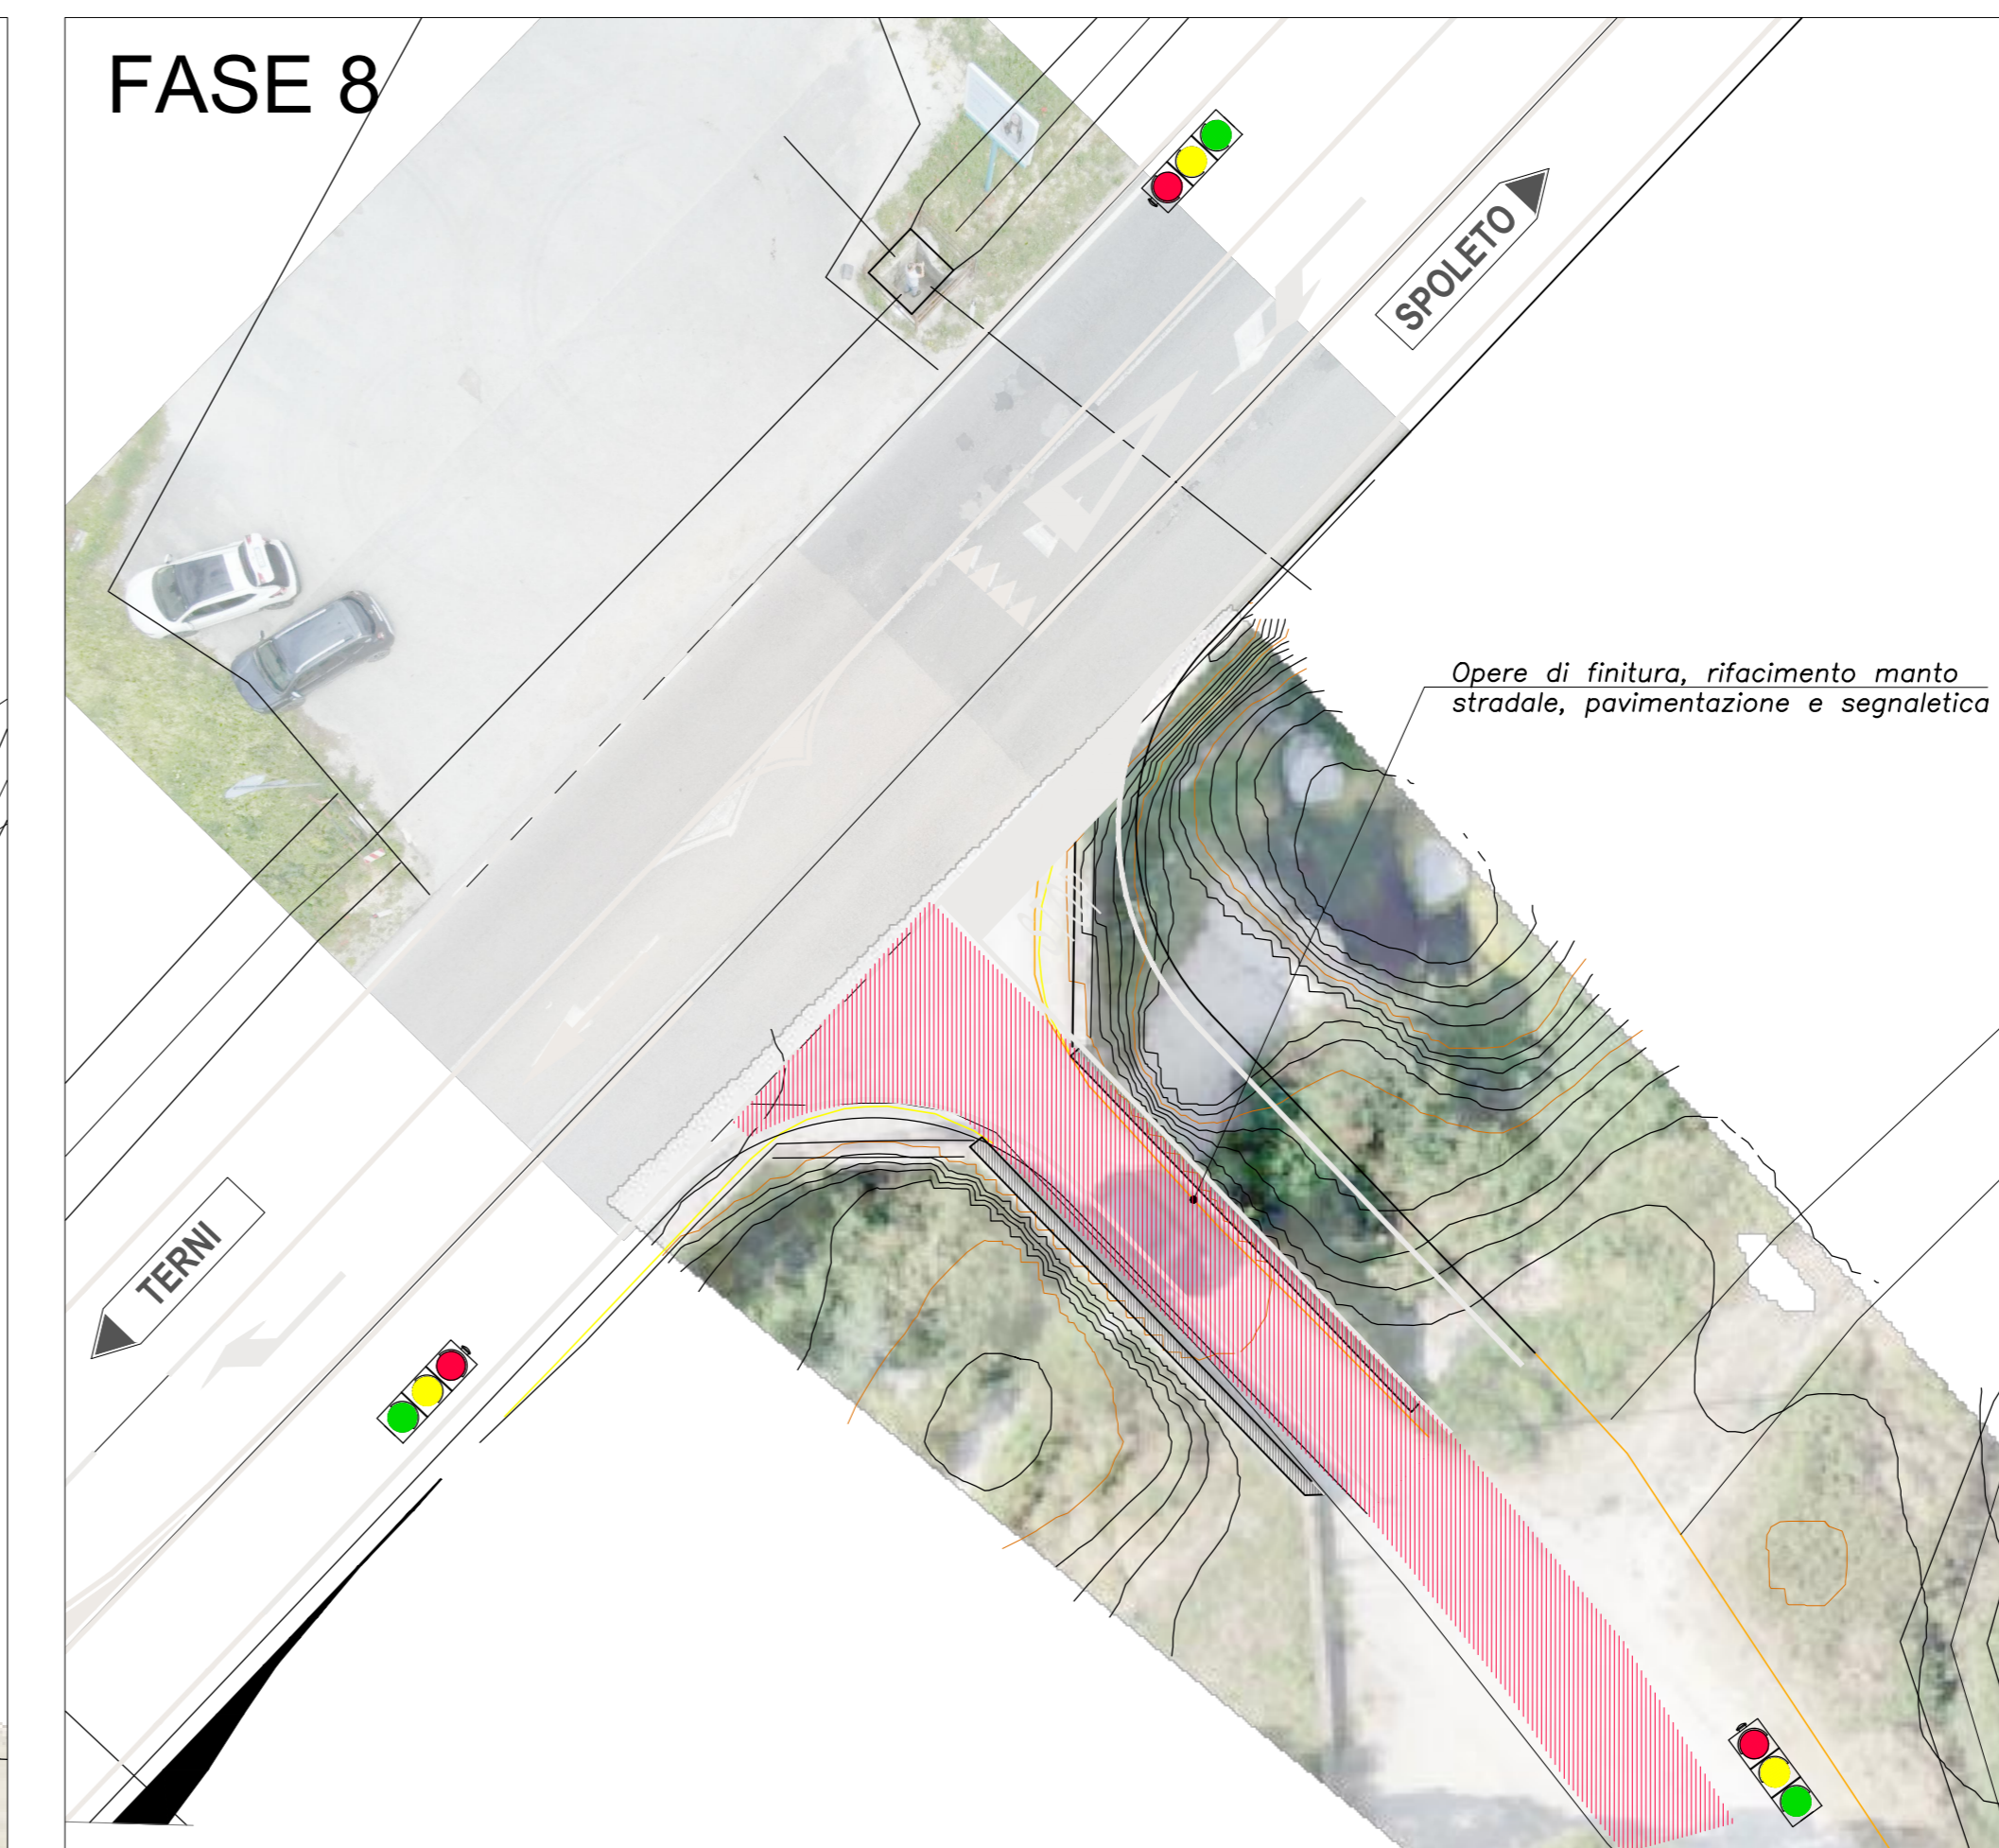 FASE 8
SPOLETO
Opere di finitura, rifacimento manto
stradale, pavimentazione e segnaletica
TERNI